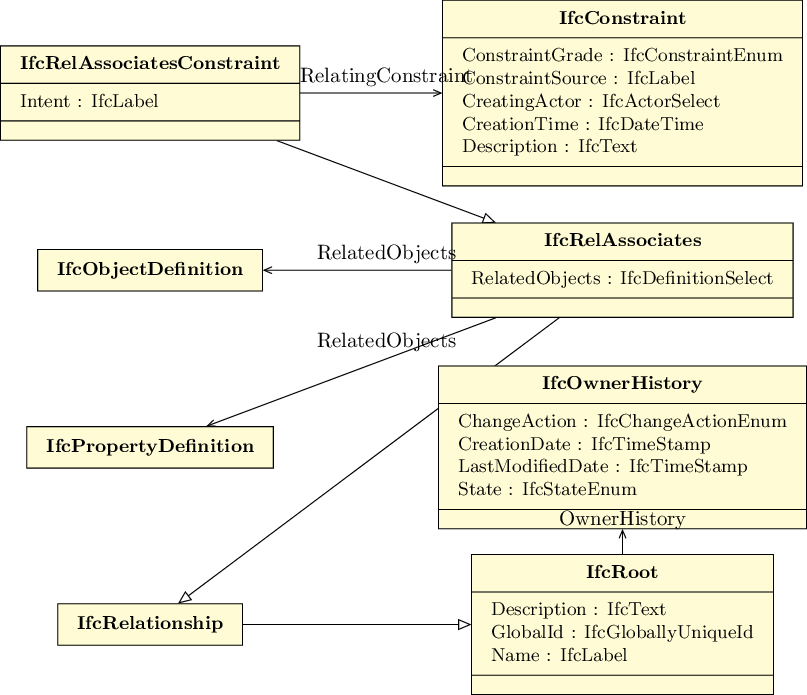 IfcConstraint
ConstraintGrade : IfcConstraintEnum
ConstraintSource : IfcLabel
CreatingActor : IfcActorSelect
CreationTime : IfcDateTime
Description : IfcText
IfcRelAssociatesConstraint
Intent : IfcLabel
RelatingConstraint
IfcRelAssociates
RelatedObjects : IfcDefinitionSelect
RelatedObjects
IfcObjectDefinition
RelatedObjects
IfcOwnerHistory
ChangeAction : IfcChangeActionEnum
CreationDate : IfcTimeStamp
LastModifiedDate : IfcTimeStamp
State : IfcStateEnum
OwnerHistory
IfcPropertyDefinition
IfcRoot
Description : IfcText
GlobalId : IfcGloballyUniqueId
Name : IfcLabel
IfcRelationship